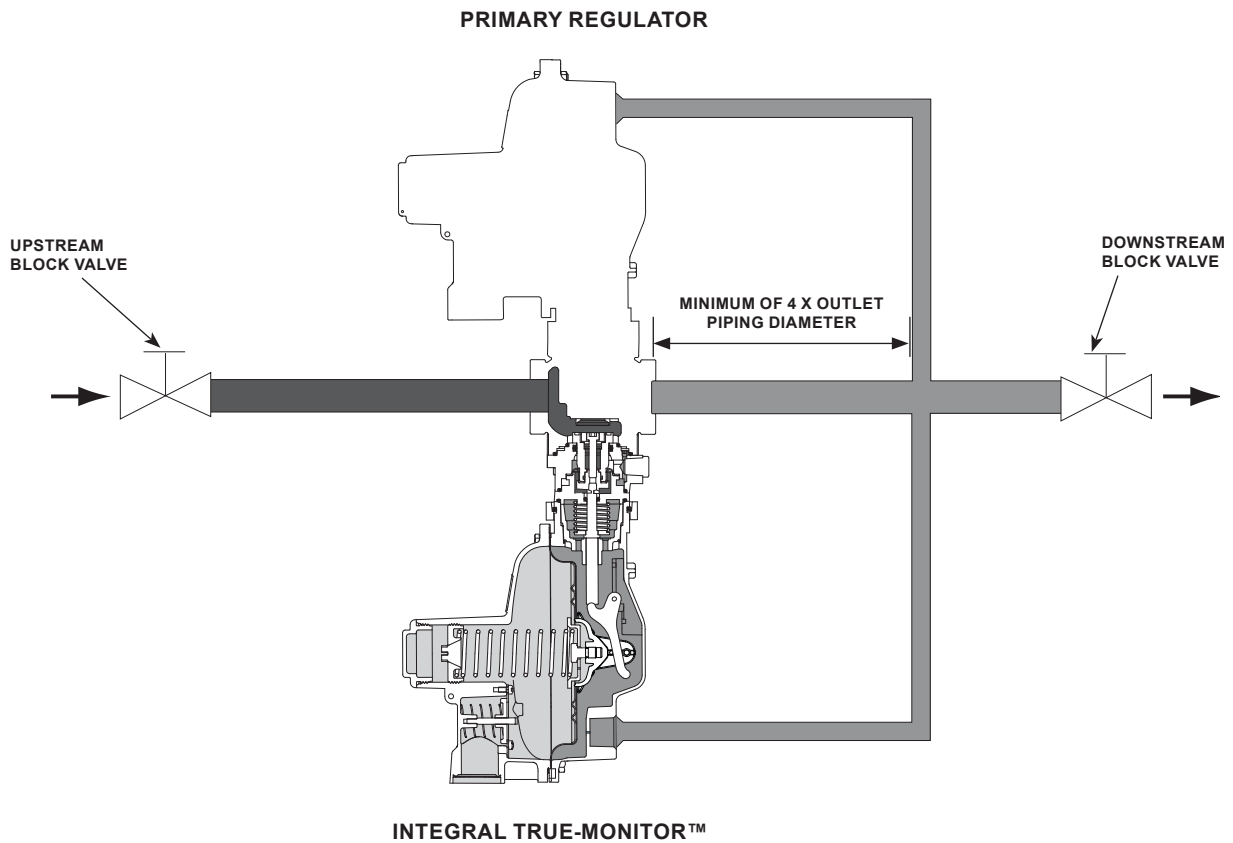 PRIMARY REGULATOR
UPSTREAM
BLOCK VALVE
DOWNSTREAM
BLOCK VALVE
MINIMUM OF 4 X OUTLET
PIPING DIAMETER
INTEGRAL TRUE-MONITOR™